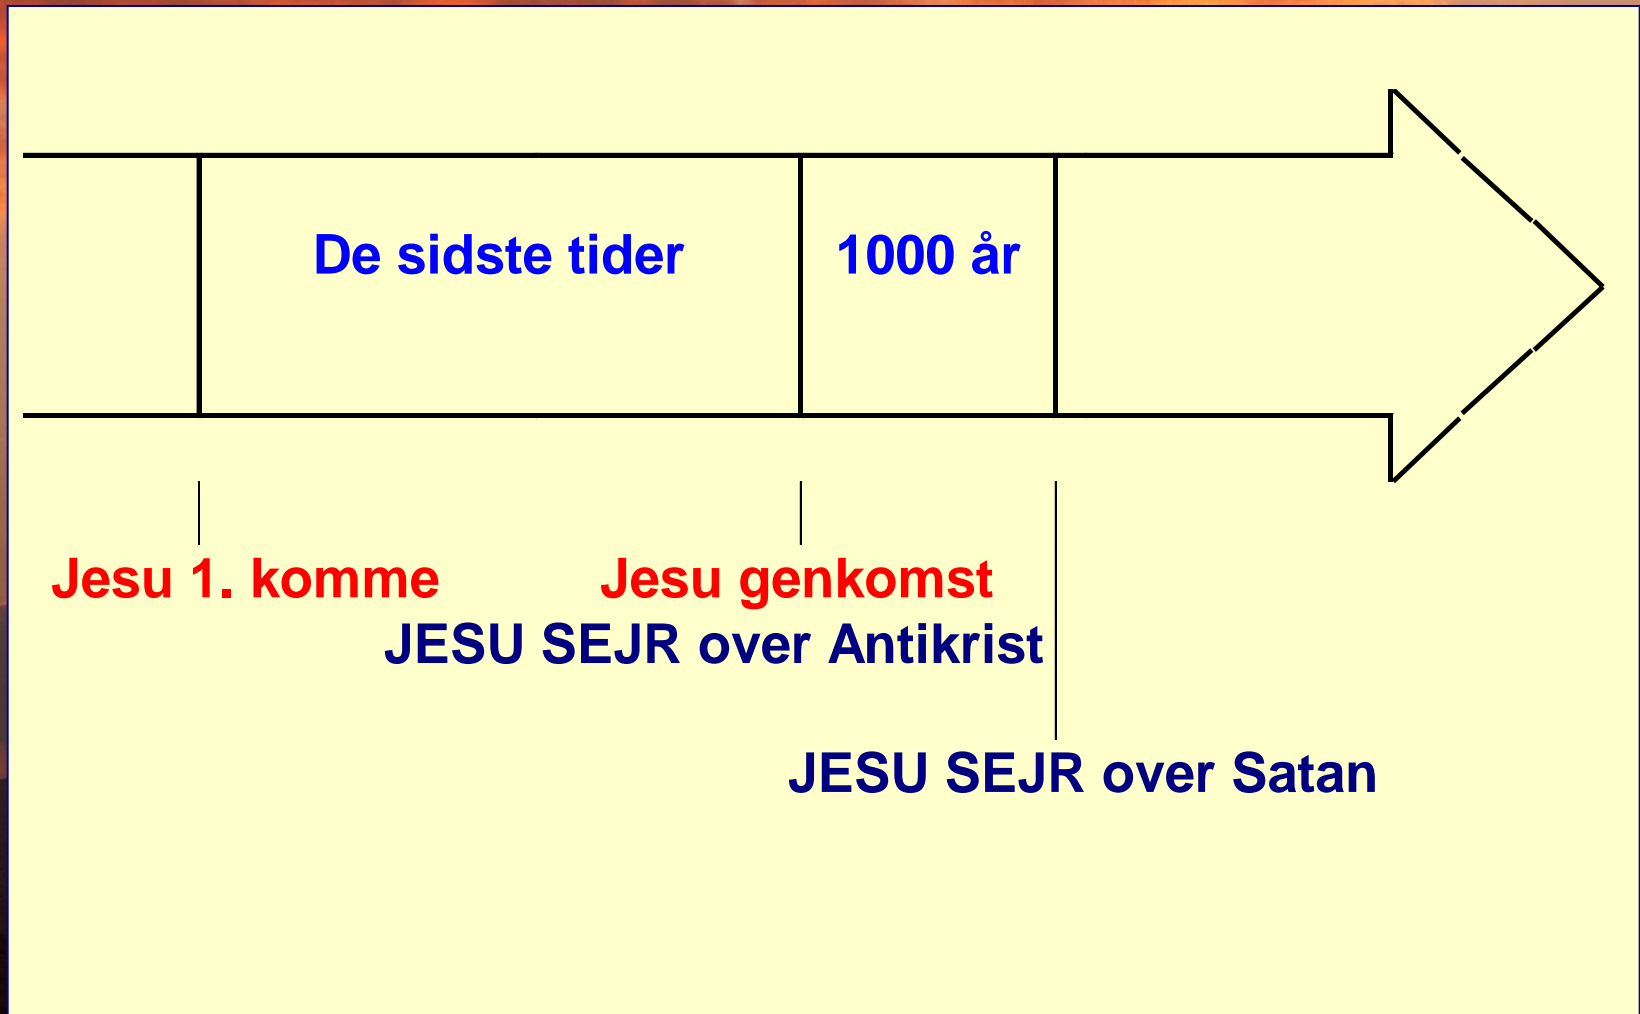 De sidste tider 1000 år
Jesu 1. komme Jesu genkomst
JESU SEJR over Antikrist
JESU SEJR over Satan